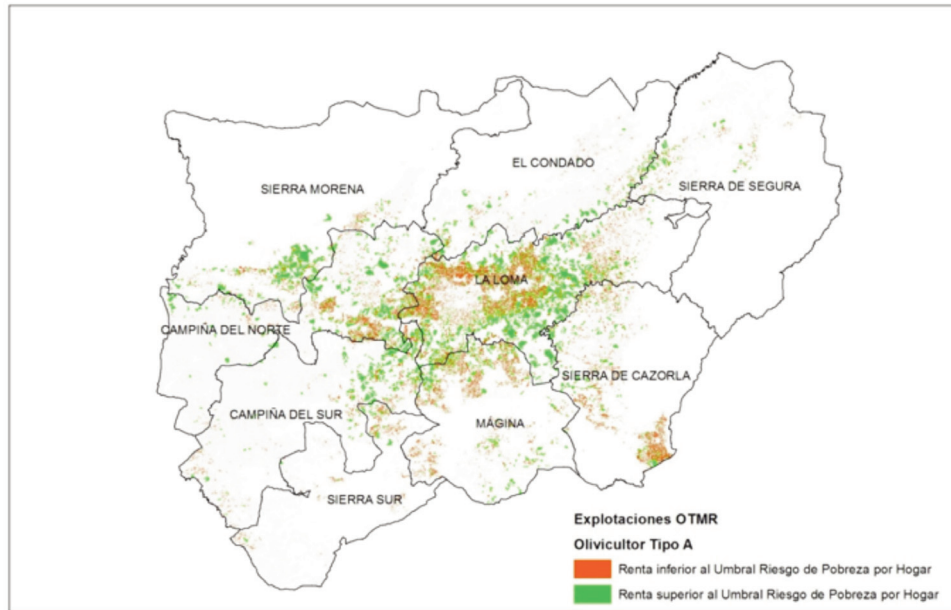 EL CONDADO
SIERRA MORENA
SIERRA DE SEGURA
LA LOMA
CAMPIÑA DEL NORTE
SIERRA DE CAZORLA
CAMPIÑA DEL SUR
MÁGINA
SIERRA SUR
Explotaciones OTMR
Olivicultor Tipo A
Renta inferior al Umbral Riesgo de Pobreza por Hogar
Renta superior al Umbral Riesgo de Pobreza por Hogar